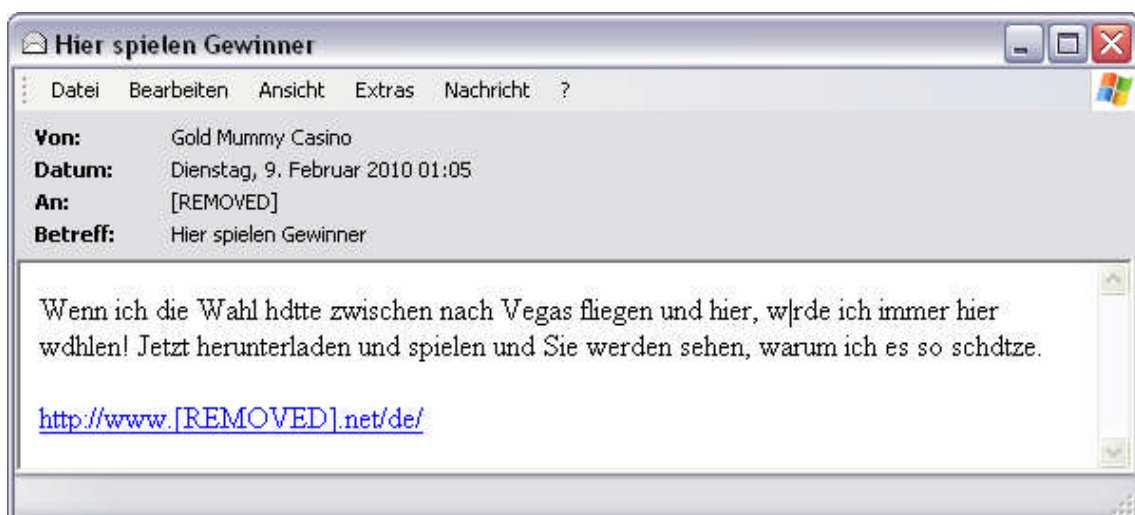 Hier spielen Gewinner
Datei Bearbeiten Ansicht Extras Nachricht ?
Von: Gold Mummy Casino
Datum: Dienstag, 9. Februar 2010 01:05
An: [REMOVED]
Betreff: Hier spielen Gewinner
Wenn ich die Wahl hdtte zwischen nach Vegas fliegen und hier, w|rde ich immer hier
wdhlen! Jetzt herunterladen und spielen und Sie werden sehen, warum ich es so schdtze.
http://www.[REMOVED].net/de/